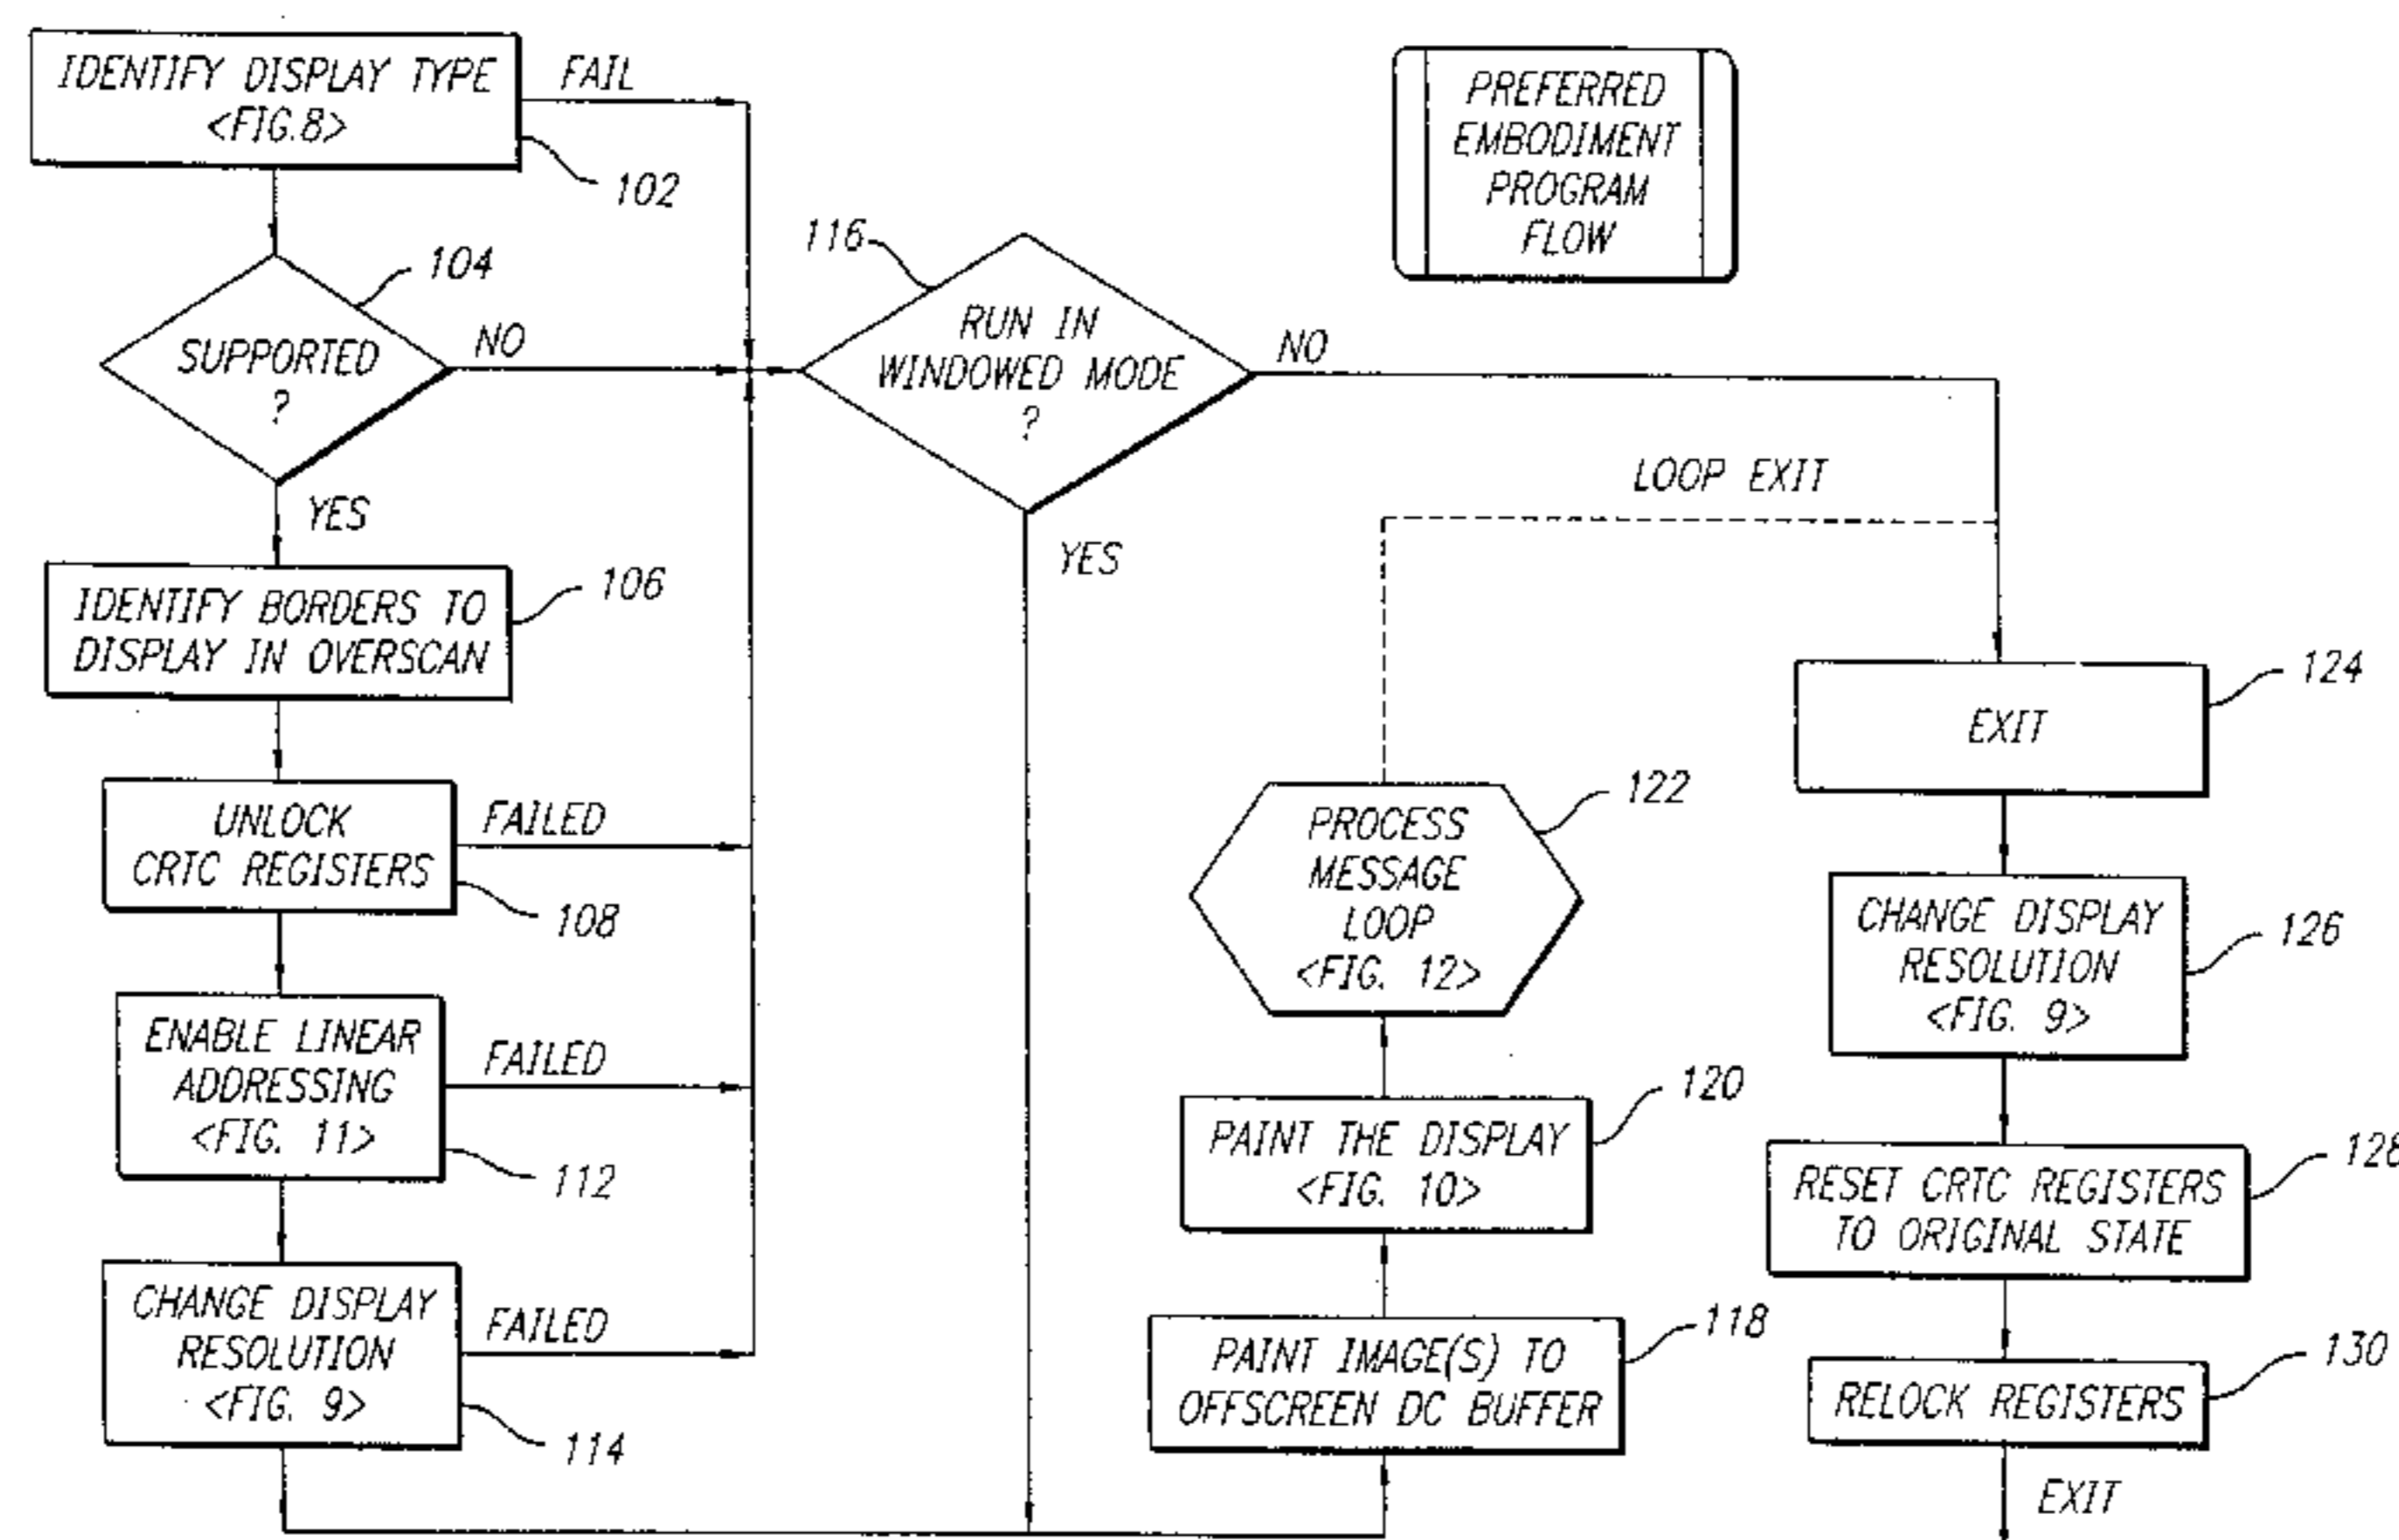 IDENTIFY DISPLAY TYPE
<FIG.8>
FAIL
102
104
SUPPORTED
?
NO
YES
IDENTIFY BORDERS TO
DISPLAY IN OVERSCAN
106
UNLOCK
CRTC REGISTERS
FAILED
108
ENABLE LINEAR
ADDRESSING
<FIG. 11>
FAILED
112
CHANGE DISPLAY
RESOLUTION
<FIG. 9>
FAILED
114
116
RUN IN
WINDOWED MODE
?
NO
YES
PREFERRED
EMBODIMENT
PROGRAM
FLOW
LOOP EXIT
PROCESS
MESSAGE
LOOP
<FIG. 12>
122
PAINT THE DISPLAY
<FIG. 10>
120
PAINT IMAGE(S) TO
OFFSCREEN DC BUFFER
118
EXIT
124
CHANGE DISPLAY
RESOLUTION
<FIG. 9>
126
RESET CRTC REGISTERS
TO ORIGINAL STATE
128
RELOCK REGISTERS
130
EXIT